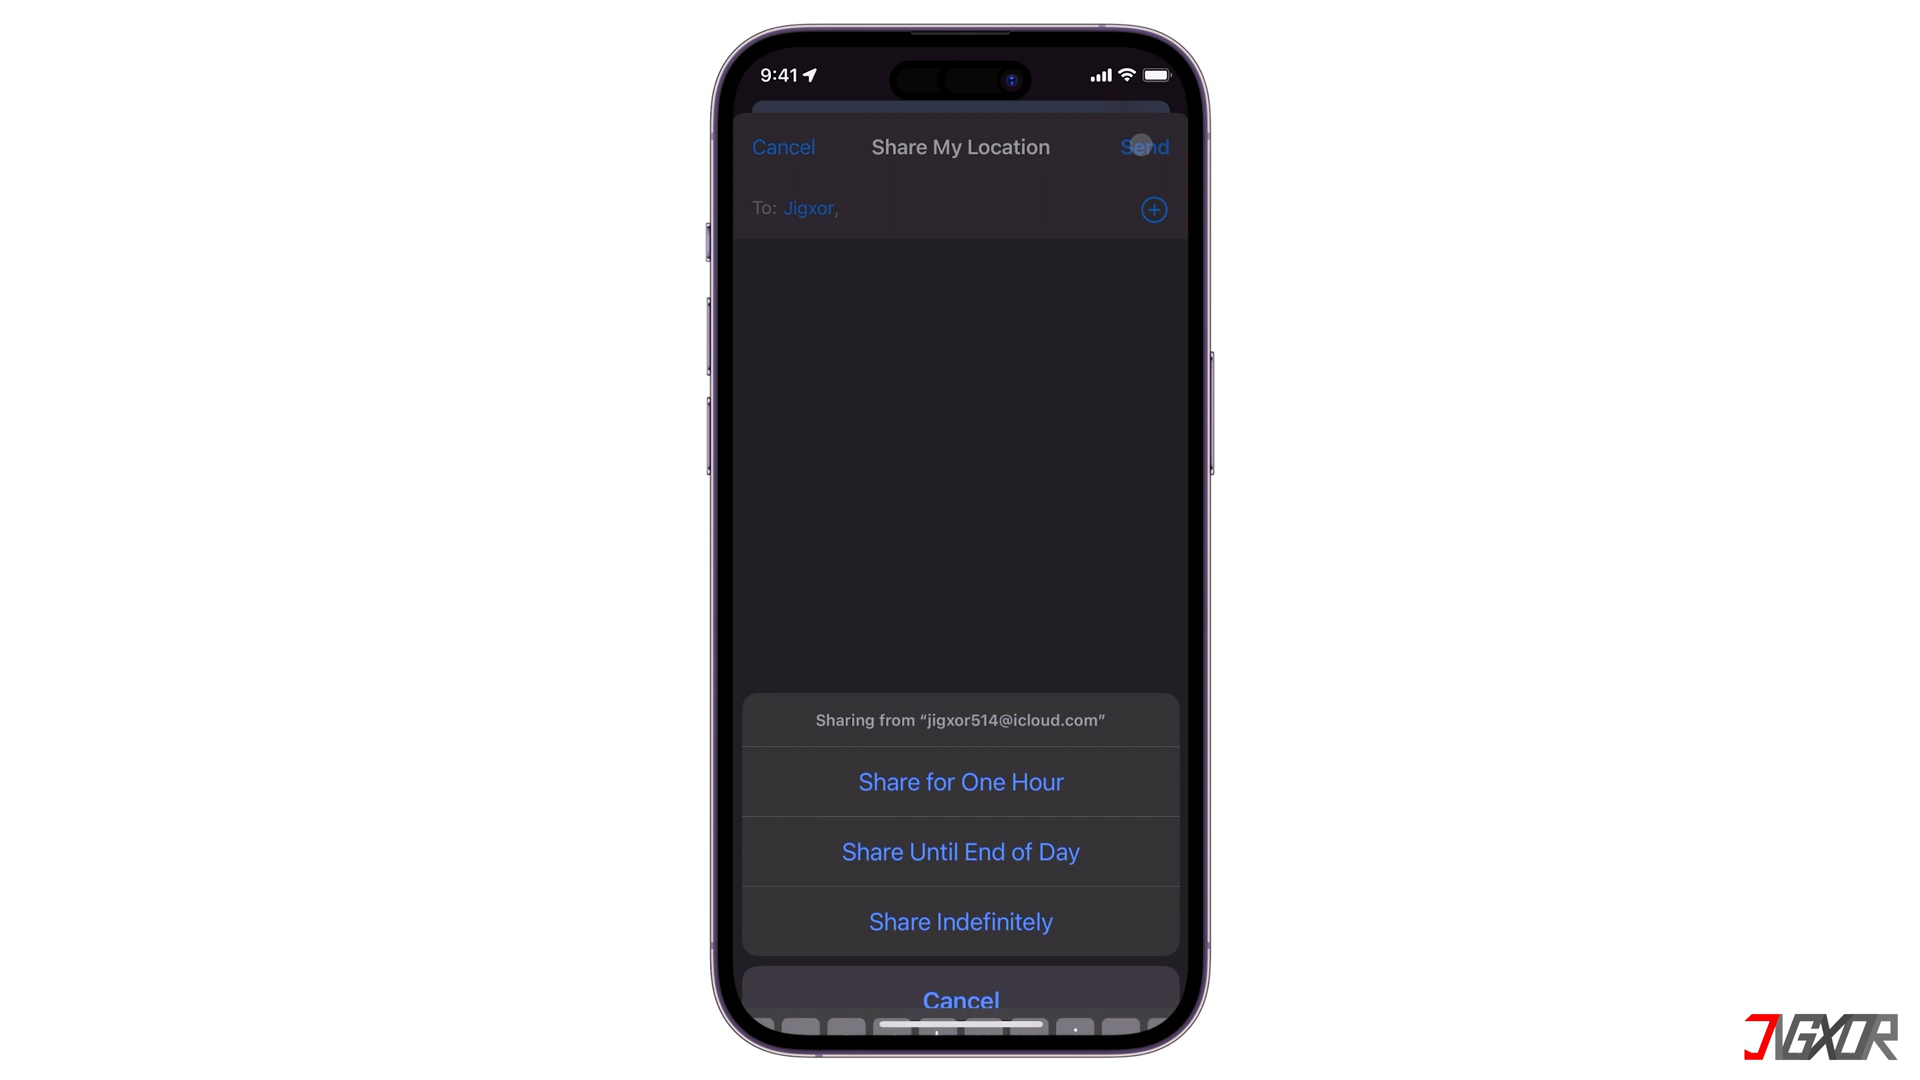 9:41
Cancel Share My Location Send
To: Jigxor,
Sharing from “jigxor514@icloud.com”
Share for One Hour
Share Until End of Day
Share Indefinitely
Cancel
JIGXOR